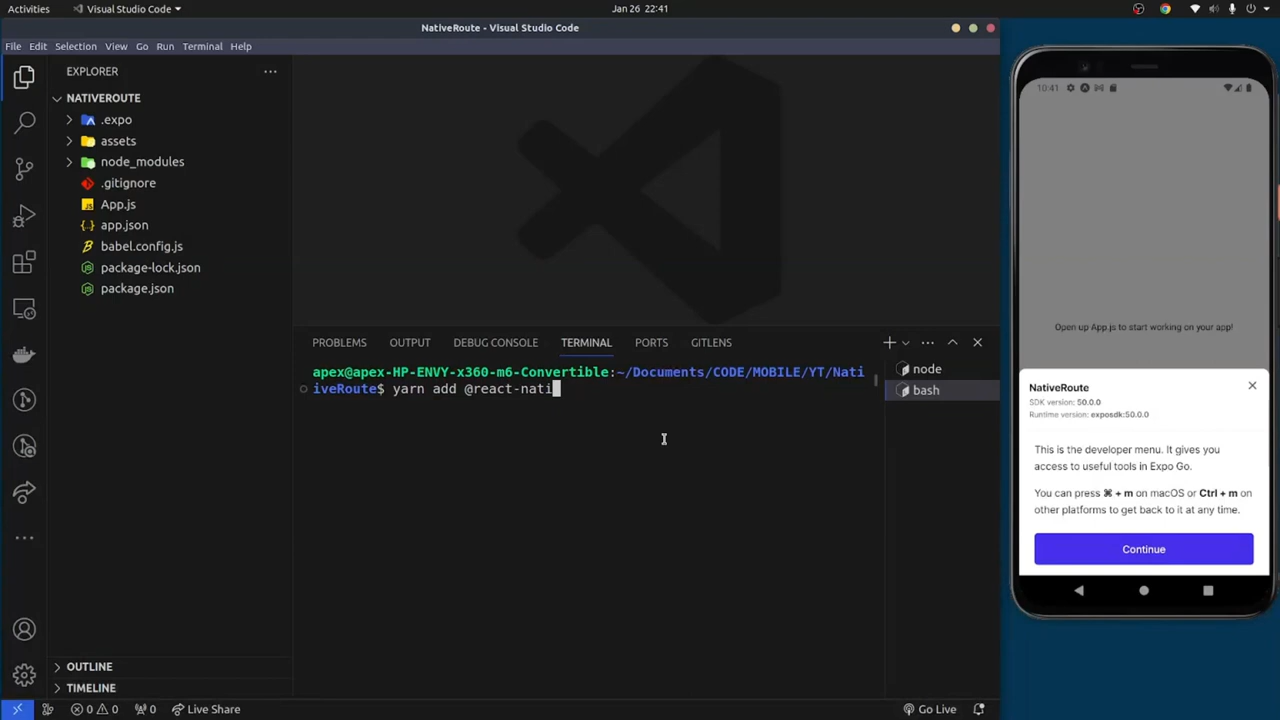 Activities
Visual Studio Code
Jan 26 22:41
NativeRoute - Visual Studio Code
File Edit Selection View Go Run Terminal Help
EXPLORER
NATIVEROUTE
.expo
assets
node_modules
.gitignore
App.js
app.json
babel.config.js
package-lock.json
package.json
OUTLINE
TIMELINE
PROBLEMS OUTPUT DEBUG CONSOLE TERMINAL PORTS GITLENS
apex@apex-HP-ENVY-x360-m6-Convertible:~/Documents/CODE/MOBILE/YT/Nati
iveRoute$ yarn add @react-nati
node
bash
0 0 0 Live Share
Go Live
10:41
Open up App.js to start working on your app!
NativeRoute
SDK version: 50.0.0
Runtime version: exposdk:50.0.0
This is the developer menu. It gives you
access to useful tools in Expo Go.
You can press ⌘ + m on macOS or Ctrl + m on
other platforms to get back to it at any time.
Continue